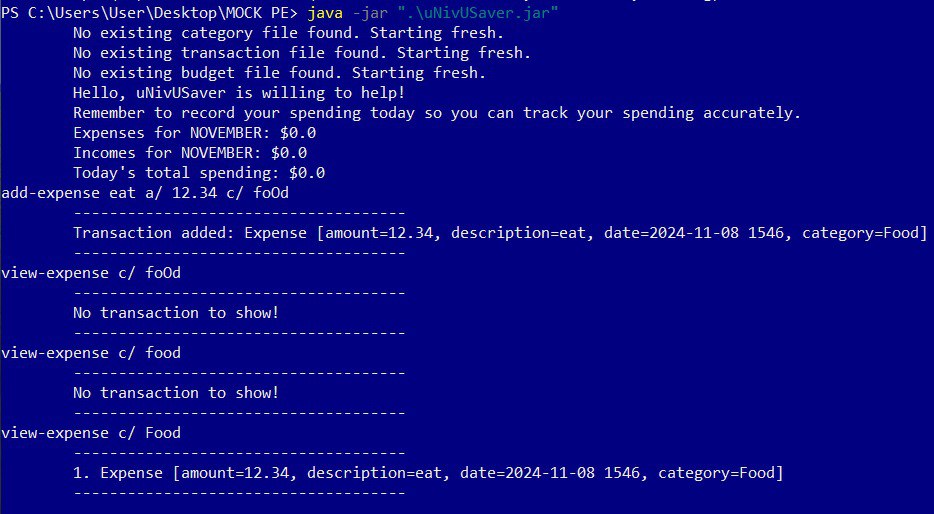 PS C:\Users\User\Desktop\MOCK PE> java -jar ".\uNivUSaver.jar"
No existing category file found. Starting fresh.
No existing transaction file found. Starting fresh.
No existing budget file found. Starting fresh.
Hello, uNivUSaver is willing to help!
Remember to record your spending today so you can track your spending accurately.
Expenses for NOVEMBER: $0.0
Incomes for NOVEMBER: $0.0
Today's total spending: $0.0
add-expense eat a/ 12.34 c/ foOd
-------------------------------------
Transaction added: Expense [amount=12.34, description=eat, date=2024-11-08 1546, category=Food]
-------------------------------------
view-expense c/ foOd
-------------------------------------
No transaction to show!
-------------------------------------
view-expense c/ food
-------------------------------------
No transaction to show!
-------------------------------------
view-expense c/ Food
-------------------------------------
1. Expense [amount=12.34, description=eat, date=2024-11-08 1546, category=Food]
-------------------------------------